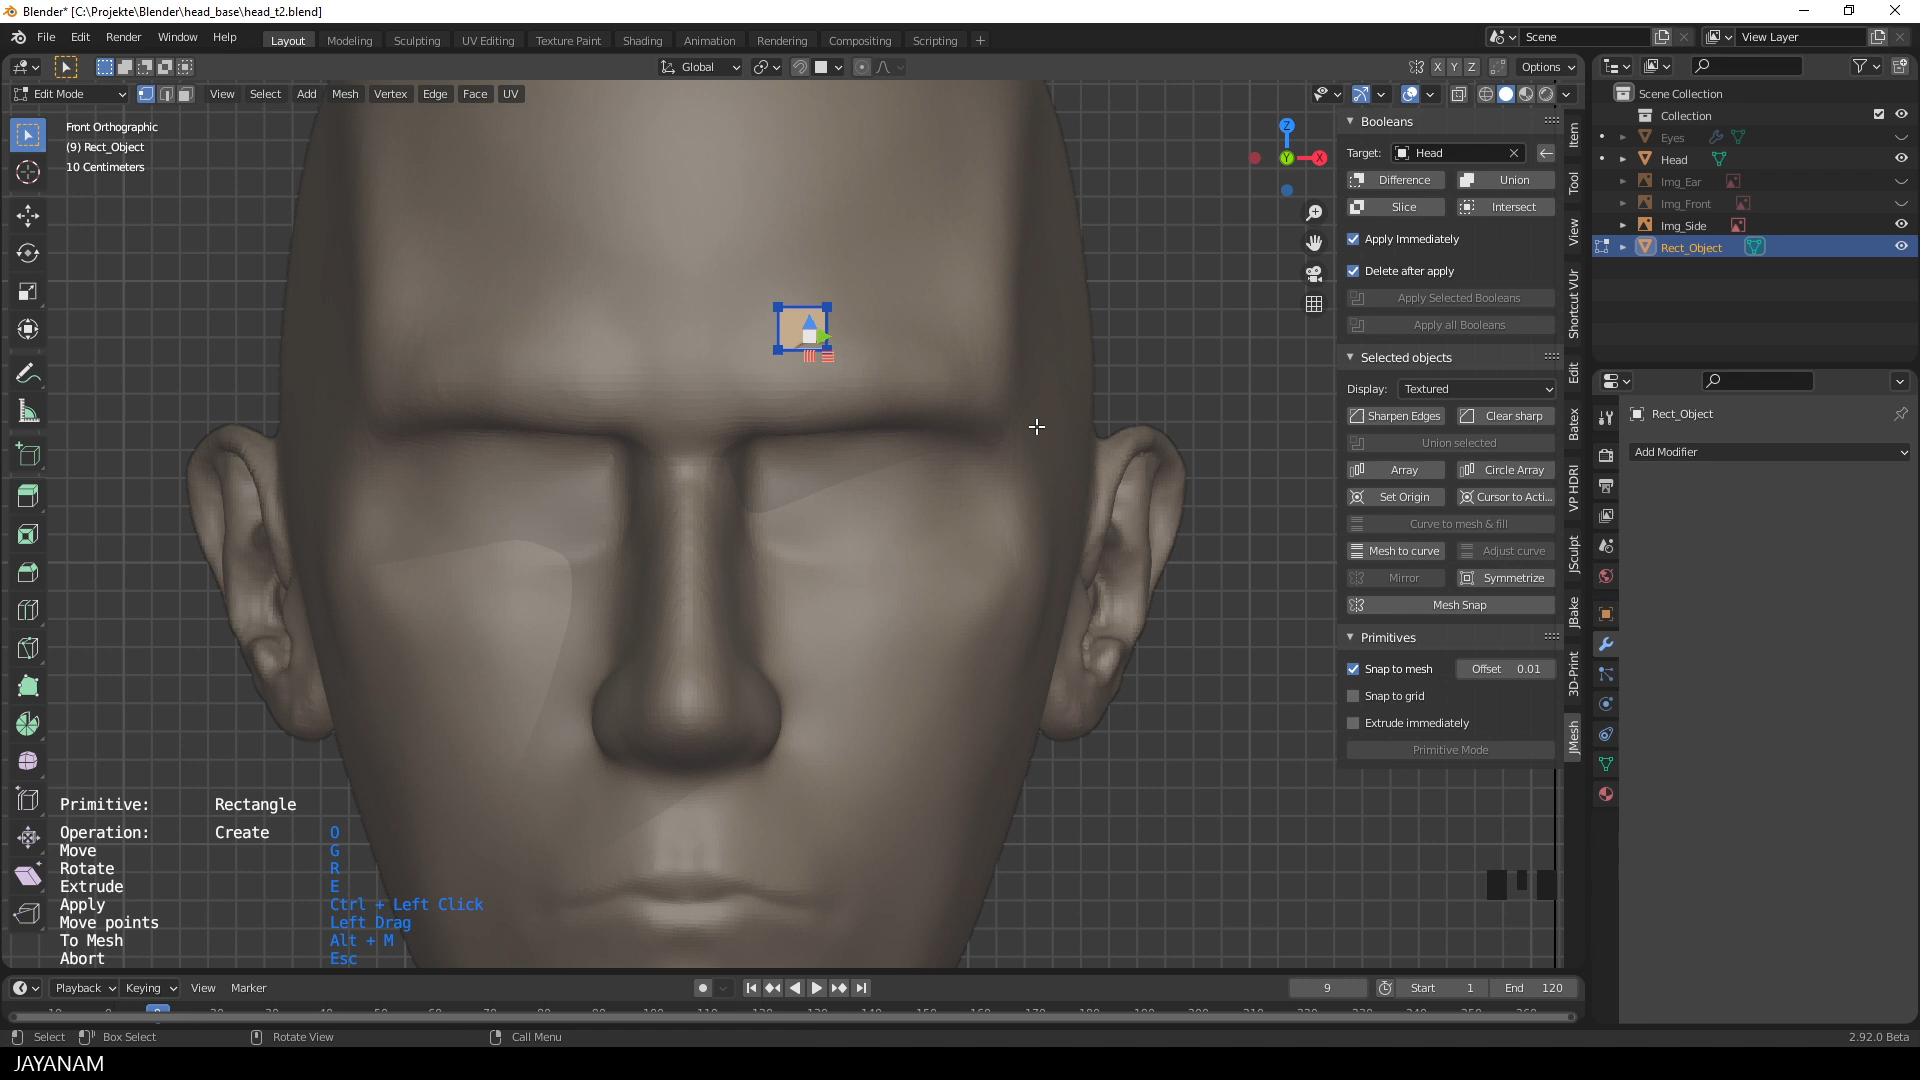 Blender* [C:\Projekte\Blender\head_base\head_t2.blend]
File Edit Render Window Help
Layout Modeling Sculpting UV Editing Texture Paint Shading Animation Rendering Compositing Scripting +
Scene
View Layer
Global
X Y Z
Options
Edit Mode
View Select Add Mesh Vertex Edge Face UV
Front Orthographic
(9) Rect_Object
10 Centimeters
Z
Y
X
Booleans
Target: Head
Difference Union
Slice Intersect
Apply Immediately
Delete after apply
Apply Selected Booleans
Apply all Booleans
Selected objects
Display: Textured
Sharpen Edges Clear sharp
Union selected
Array Circle Array
Set Origin Cursor to Acti...
Curve to mesh & fill
Mesh to curve Adjust curve
Mirror Symmetrize
Mesh Snap
Primitives
Snap to mesh Offset 0.01
Snap to grid
Extrude immediately
Primitive Mode
Item
Tool
View
Shortcut VUr
Edit
Batex
VP HDRI
JSculpt
JBake
3D-Print
JMesh
Scene Collection
Collection
Eyes
Head
Img_Ear
Img_Front
Img_Side
Rect_Object
Rect_Object
Add Modifier
Primitive: Rectangle
Operation: Create O
Move G
Rotate R
Extrude E
Apply Ctrl + Left Click
Move points Left Drag
To Mesh Alt + M
Abort Esc
Playback Keying View Marker
9
Start 1
End 120
Select Box Select Rotate View Call Menu
2.92.0 Beta
JAYANAM